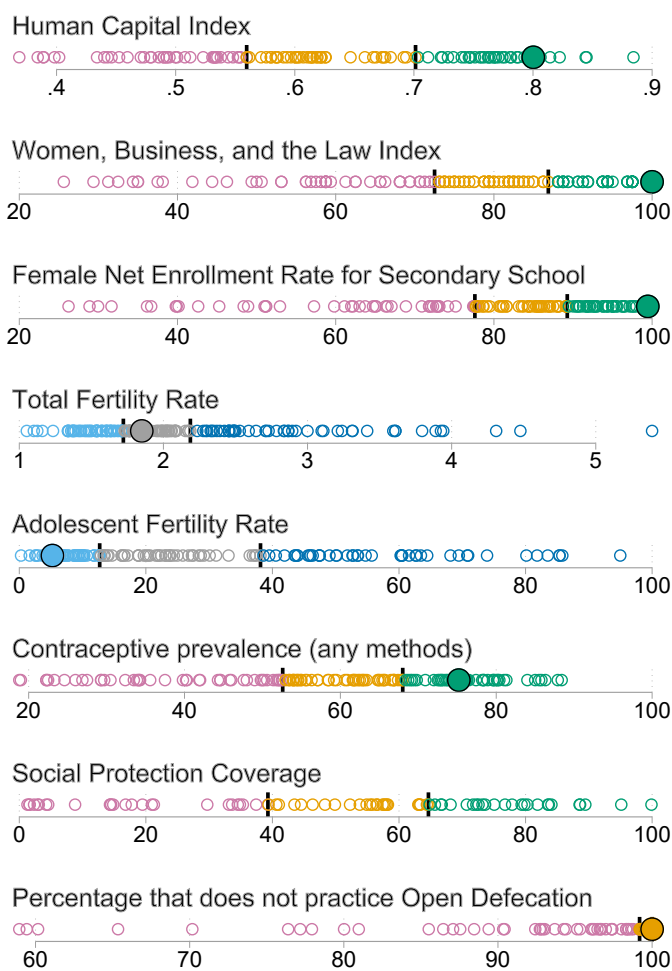 Human Capital Index
.4 .5 .6 .7 .8 .9
Women, Business, and the Law Index
20 40 60 80 100
Female Net Enrollment Rate for Secondary School
20 40 60 80 100
Total Fertility Rate
1 2 3 4 5
Adolescent Fertility Rate
0 20 40 60 80 100
Contraceptive prevalence (any methods)
20 40 60 80 100
Social Protection Coverage
0 20 40 60 80 100
Percentage that does not practice Open Defecation
60 70 80 90 100